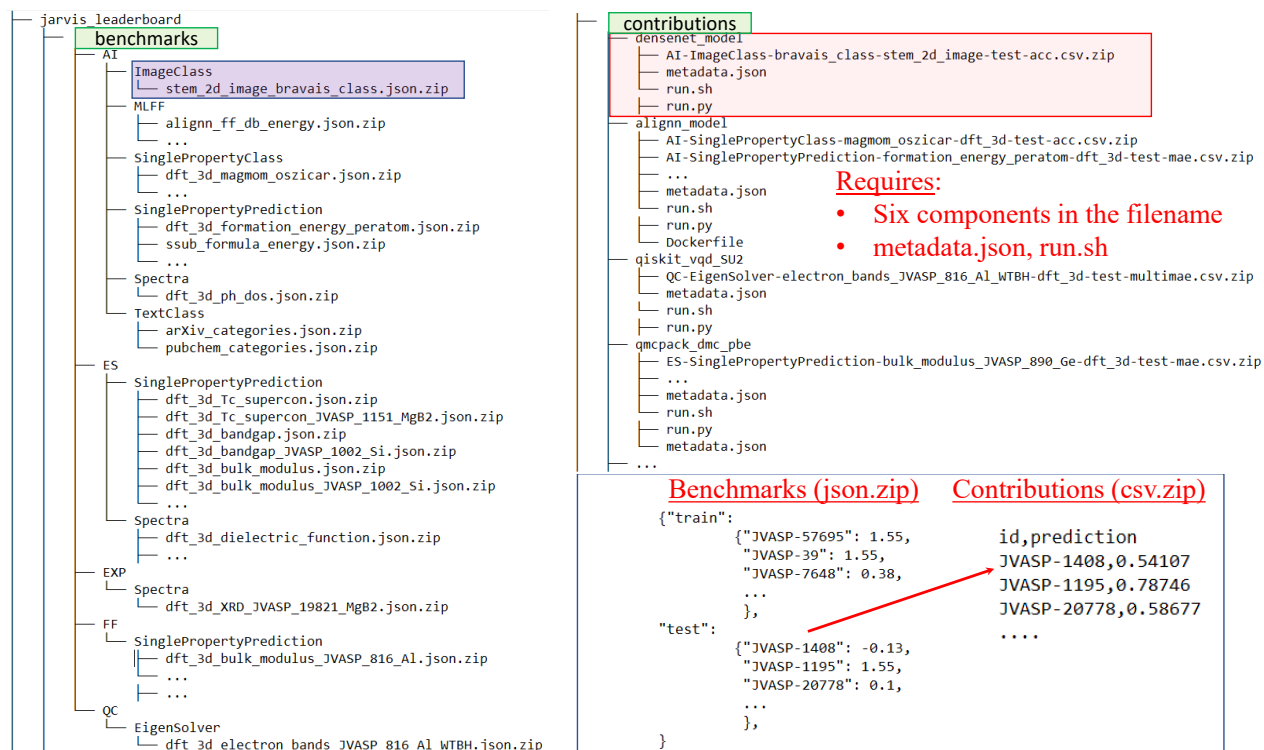 jarvis_leaderboard
benchmarks
AI
ImageClass
stem_2d_image_bravais_class.json.zip
MLFF
alignn_ff_db_energy.json.zip
...
SinglePropertyClass
dft_3d_magmom_oszicar.json.zip
...
SinglePropertyPrediction
dft_3d_formation_energy_peratom.json.zip
ssub_formula_energy.json.zip
...
Spectra
dft_3d_ph_dos.json.zip
TextClass
arXiv_categories.json.zip
pubchem_categories.json.zip
ES
SinglePropertyPrediction
dft_3d_Tc_supercon.json.zip
dft_3d_Tc_supercon_JVASP_1151_MgB2.json.zip
dft_3d_bandgap.json.zip
dft_3d_bandgap_JVASP_1002_Si.json.zip
dft_3d_bulk_modulus.json.zip
dft_3d_bulk_modulus_JVASP_1002_Si.json.zip
...
Spectra
dft_3d_dielectric_function.json.zip
...
EXP
Spectra
dft_3d_XRD_JVASP_19821_MgB2.json.zip
FF
SinglePropertyPrediction
dft_3d_bulk_modulus_JVASP_816_Al.json.zip
...
...
QC
EigenSolver
dft_3d_electron_bands_JVASP_816_Al_WTBH.json.zip
contributions
densenet_model
AI-ImageClass-bravais_class-stem_2d_image-test-acc.csv.zip
metadata.json
run.sh
run.py
alignn_model
AI-SinglePropertyClass-magmom_oszicar-dft_3d-test-acc.csv.zip
AI-SinglePropertyPrediction-formation_energy_peratom-dft_3d-test-mae.csv.zip
...
metadata.json
run.sh
run.py
Dockerfile
Requires:
• Six components in the filename
• metadata.json, run.sh
qiskit_vqd_SU2
QC-EigenSolver-electron_bands_JVASP_816_Al_WTBH-dft_3d-test-multimae.csv.zip
metadata.json
run.sh
run.py
qmcpack_dmc_pbe
ES-SinglePropertyPrediction-bulk_modulus_JVASP_890_Ge-dft_3d-test-mae.csv.zip
...
metadata.json
run.sh
run.py
metadata.json
...
Benchmarks (json.zip)
{"train":
{"JVASP-57695": 1.55,
"JVASP-39": 1.55,
"JVASP-7648": 0.38,
...
},
"test":
{"JVASP-1408": -0.13,
"JVASP-1195": 1.55,
"JVASP-20778": 0.1,
...
},
}
Contributions (csv.zip)
id,prediction
JVASP-1408,0.54107
JVASP-1195,0.78746
JVASP-20778,0.58677
....